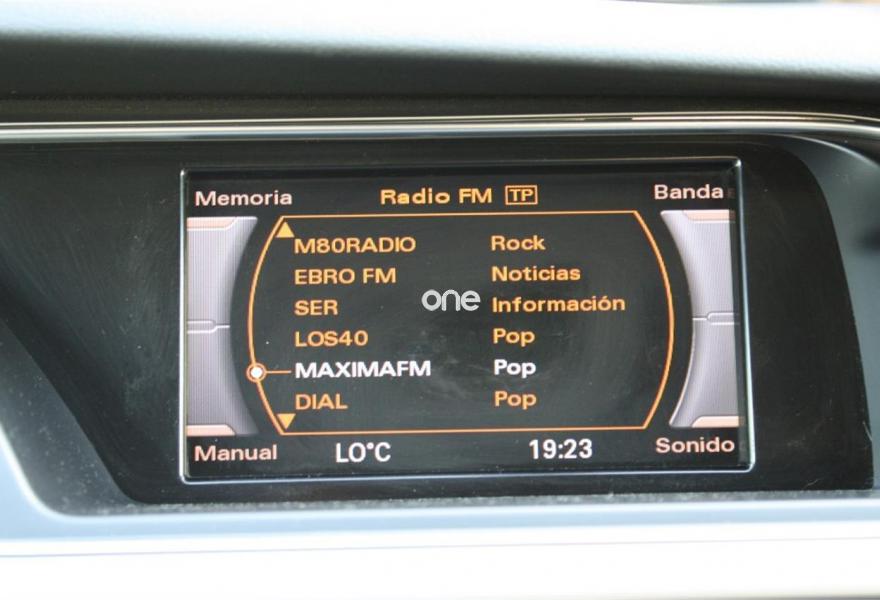 Memoria Radio FM TP Banda
M80RADIO Rock
EBRO FM Noticias
SER one Información
LOS40 Pop
MAXIMAFM Pop
DIAL Pop
Manual LO°C 19:23 Sonido